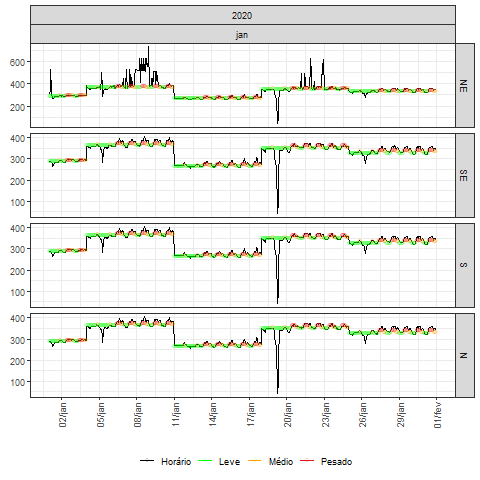 2020
jan
600
400
200
NE
400
300
200
100
SE
400
300
200
100
S
400
300
200
100
N
02/jan
05/jan
08/jan
11/jan
14/jan
17/jan
20/jan
23/jan
26/jan
29/jan
01/fev
Horário Leve Médio Pesado